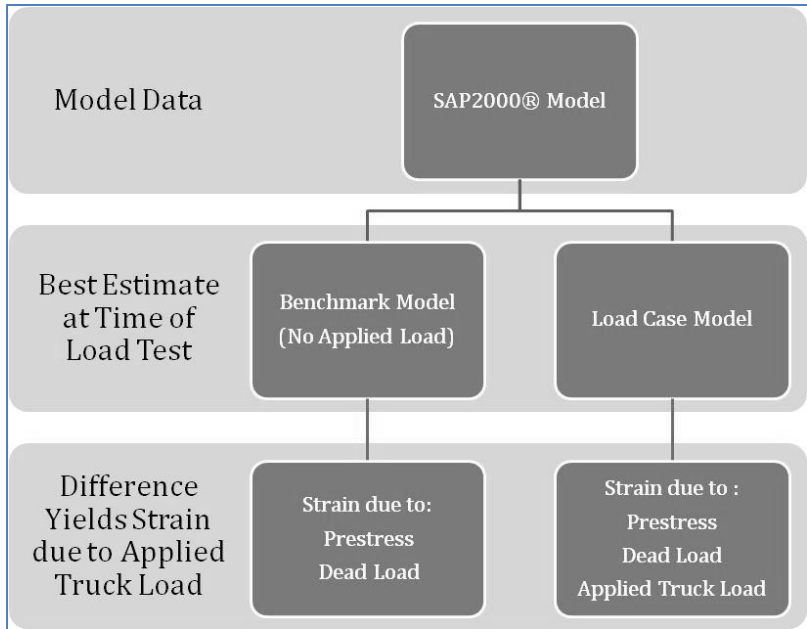 Model Data
SAP2000® Model
Best Estimate
at Time of
Load Test
Benchmark Model
(No Applied Load)
Load Case Model
Difference
Yields Strain
due to Applied
Truck Load
Strain due to:
Prestress
Dead Load
Strain due to :
Prestress
Dead Load
Applied Truck Load